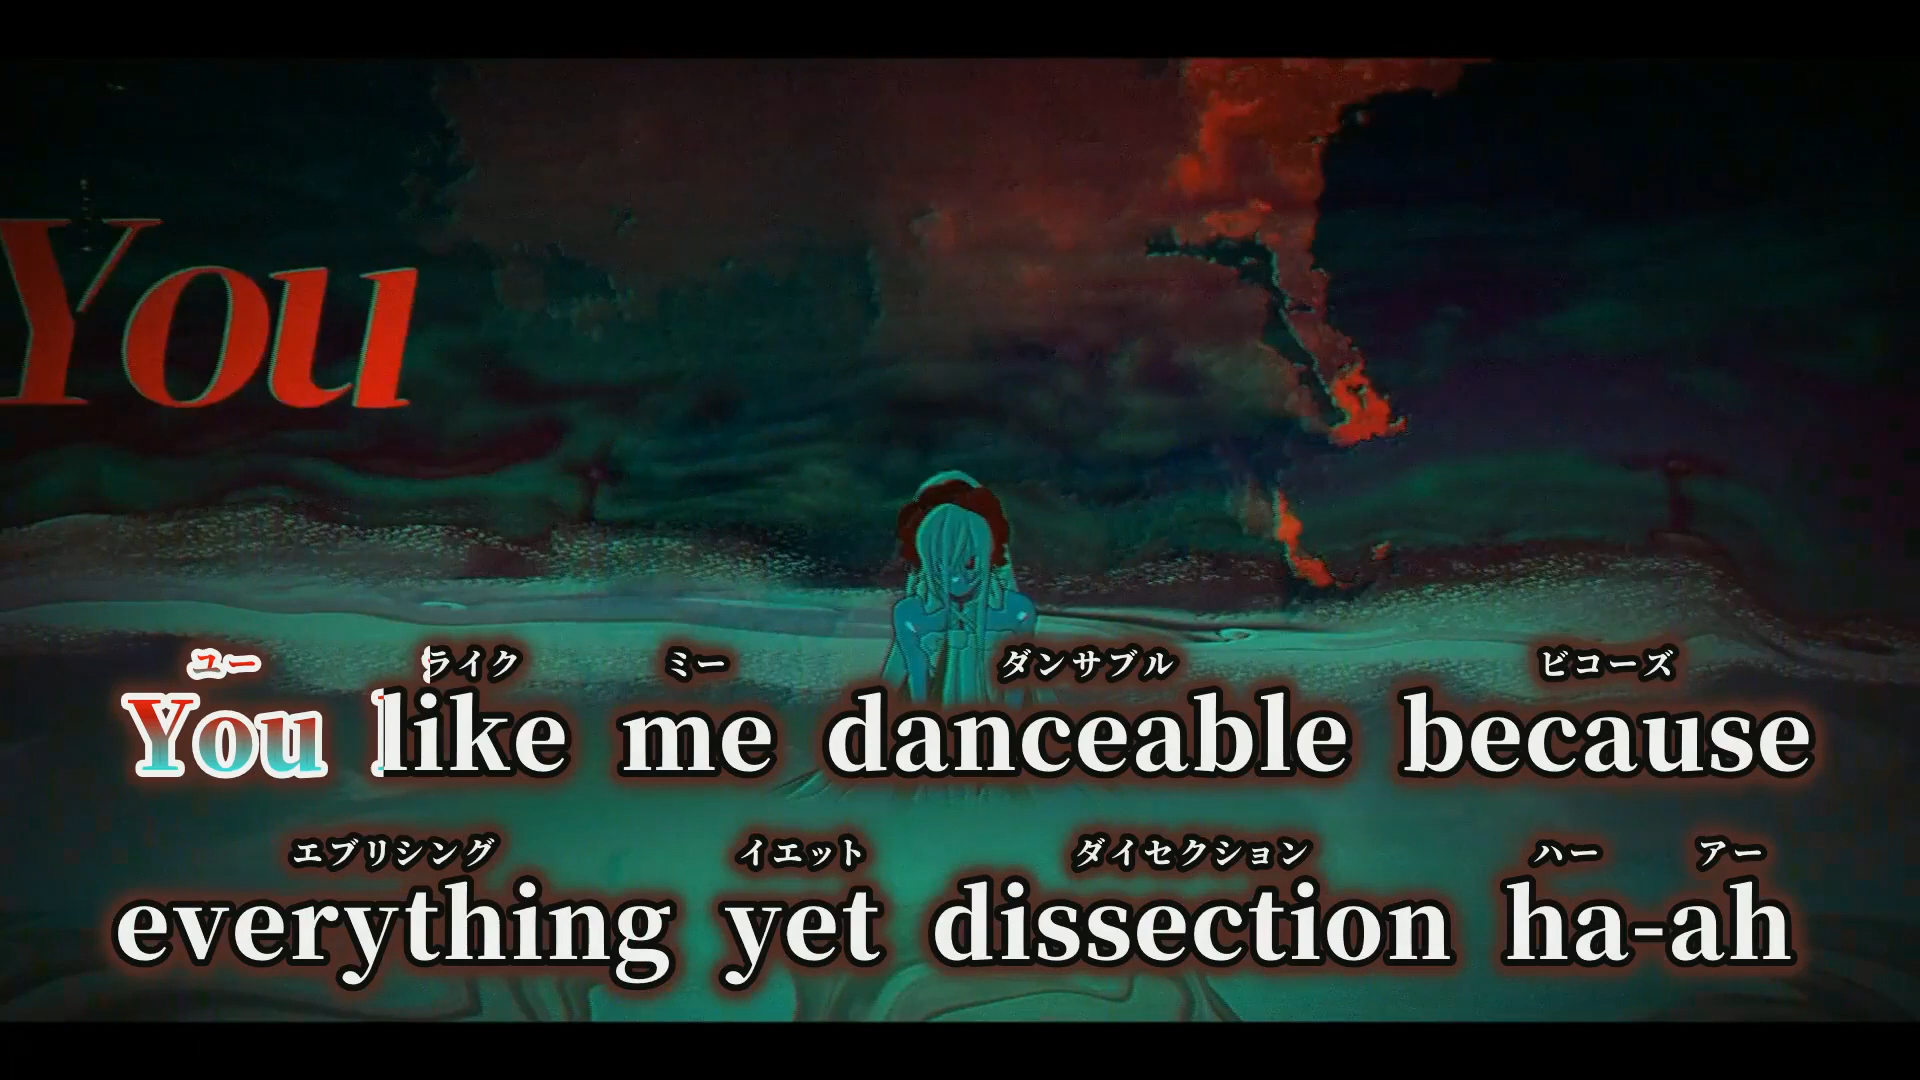 You
ユー ライク ミー ダンサブル ビコーズ
You like me danceable because
エブリシング イエット ダイセクション ハー アー
everything yet dissection ha-ah